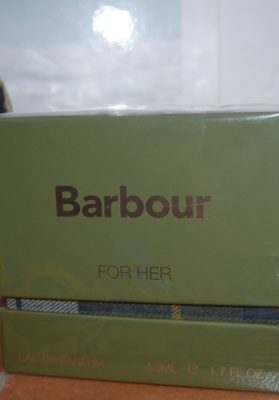 Barbour
FOR HER
EAU DE PARFUM 50ML ℮ 1.7 FL OZ